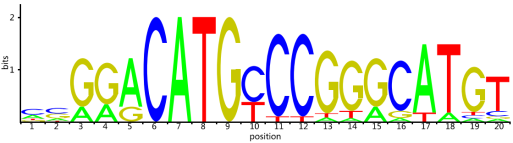 2
bits
1
CCGGACATGCCCGGGCATGT
1 2 3 4 5 6 7 8 9 10 11 12 13 14 15 16 17 18 19 20
position